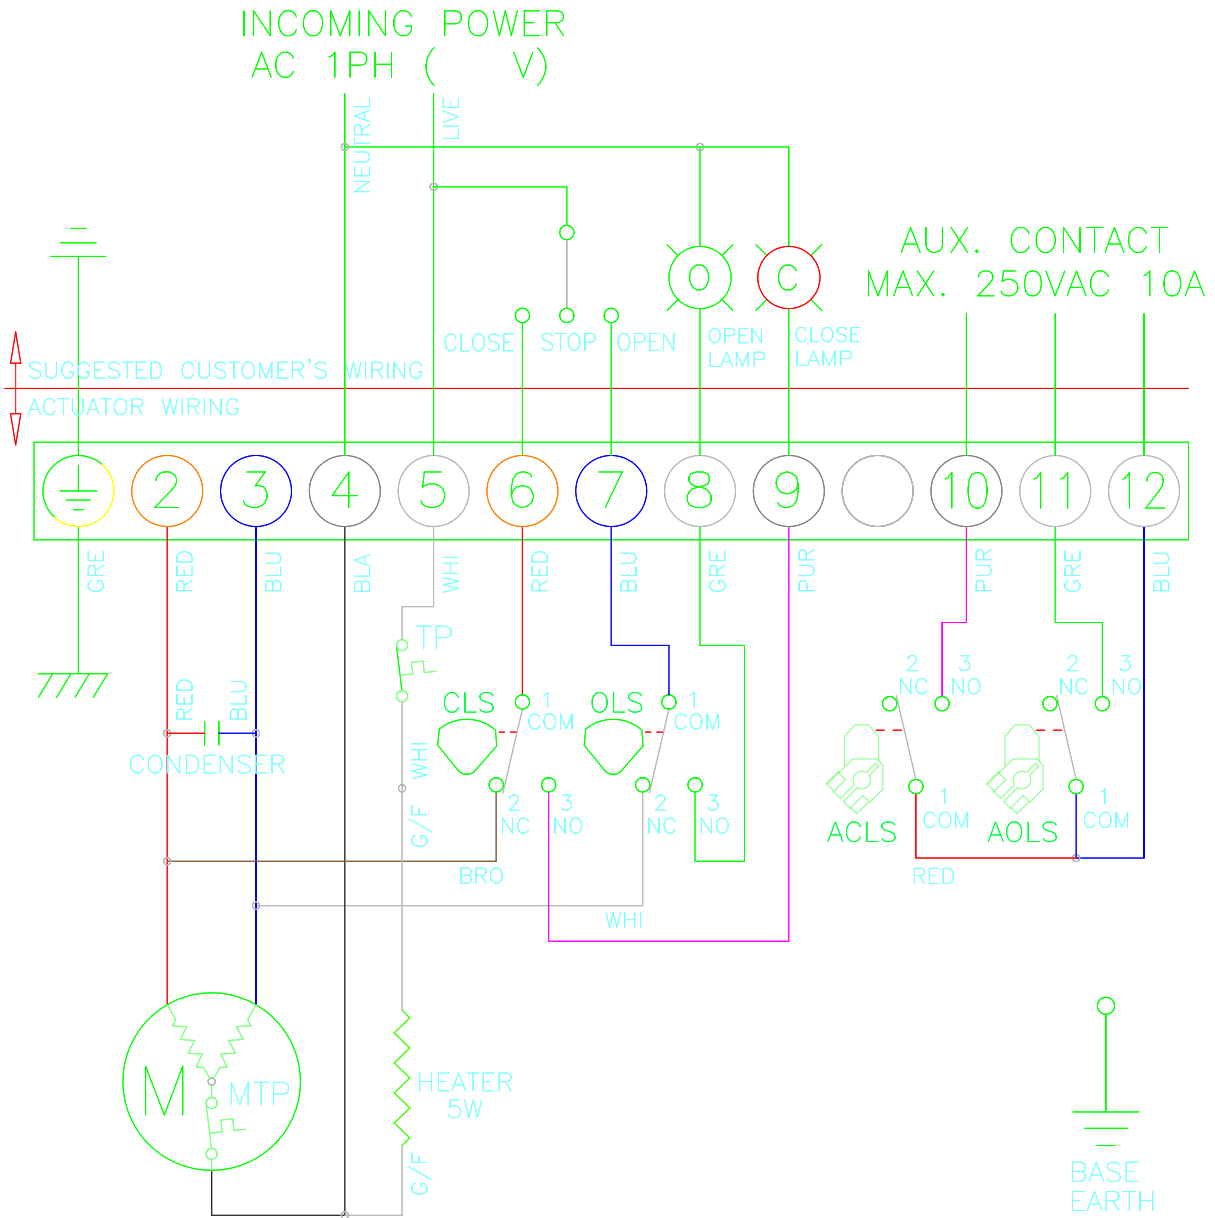 INCOMING POWER
AC 1PH ( V)
NEUTRAL
LIVE
O
C
AUX. CONTACT
MAX. 250VAC 10A
CLOSE STOP OPEN
OPEN
LAMP
CLOSE
LAMP
SUGGESTED CUSTOMER'S WIRING
ACTUATOR WIRING
2 3 4 5 6 7 8 9 10 11 12
GRE RED BLU BLA WHI RED BLU GRE PUR PUR GRE BLU
TP
RED
BLU
CONDENSER
WHI
G/F
CLS
1
COM
2
NC
3
NO
OLS
1
COM
2
NC
3
NO
2
NC
3
NO
ACLS
1
COM
2
NC
3
NO
AOLS
1
COM
BRO
WHI
RED
M
MTP
HEATER
5W
G/F
BASE
EARTH